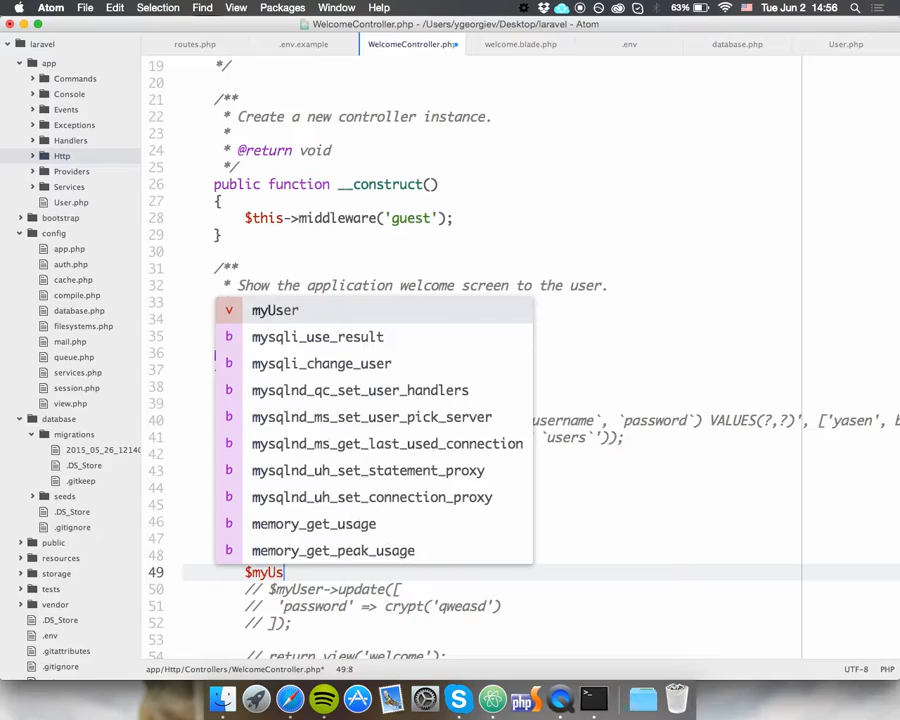 Atom File Edit Selection Find View Packages Window Help 63% Tue Jun 2 14:56
WelcomeController.php - /Users/ygeorgiev/Desktop/laravel - Atom
laravel
app
Commands
Console
Events
Exceptions
Handlers
Http
Providers
Services
User.php
bootstrap
config
app.php
auth.php
cache.php
compile.php
database.php
filesystems.php
mail.php
queue.php
services.php
session.php
view.php
database
migrations
2015_05_26_12140
.DS_Store
.gitkeep
seeds
.DS_Store
.gitignore
public
resources
storage
tests
vendor
.DS_Store
.env
.gitattributes
.gitignore
routes.php .env.example WelcomeController.php welcome.blade.php .env database.php User.php
19 */
20
21 /**
22 * Create a new controller instance.
23 *
24 * @return void
25 */
26 public function __construct()
27 {
28 $this->middleware('guest');
29 }
30
31 /**
32 * Show the application welcome screen to the user.
33
34
35
36
37
38
39
40 username`, `password`) VALUES(?,?)', ['yasen', b
41 `users`'));
42
43
44
45
46
47
48
49 $myUs
50 // $myUser->update([
51 // 'password' => crypt('qweasd')
52 // ]);
53
54 // return view('welcome');
v myUser
b mysqli_use_result
b mysqli_change_user
b mysqlnd_qc_set_user_handlers
b mysqlnd_ms_set_user_pick_server
b mysqlnd_ms_get_last_used_connection
b mysqlnd_uh_set_statement_proxy
b mysqlnd_uh_set_connection_proxy
b memory_get_usage
b memory_get_peak_usage
app/Http/Controllers/WelcomeController.php* 49:8 UTF-8 PHP
php